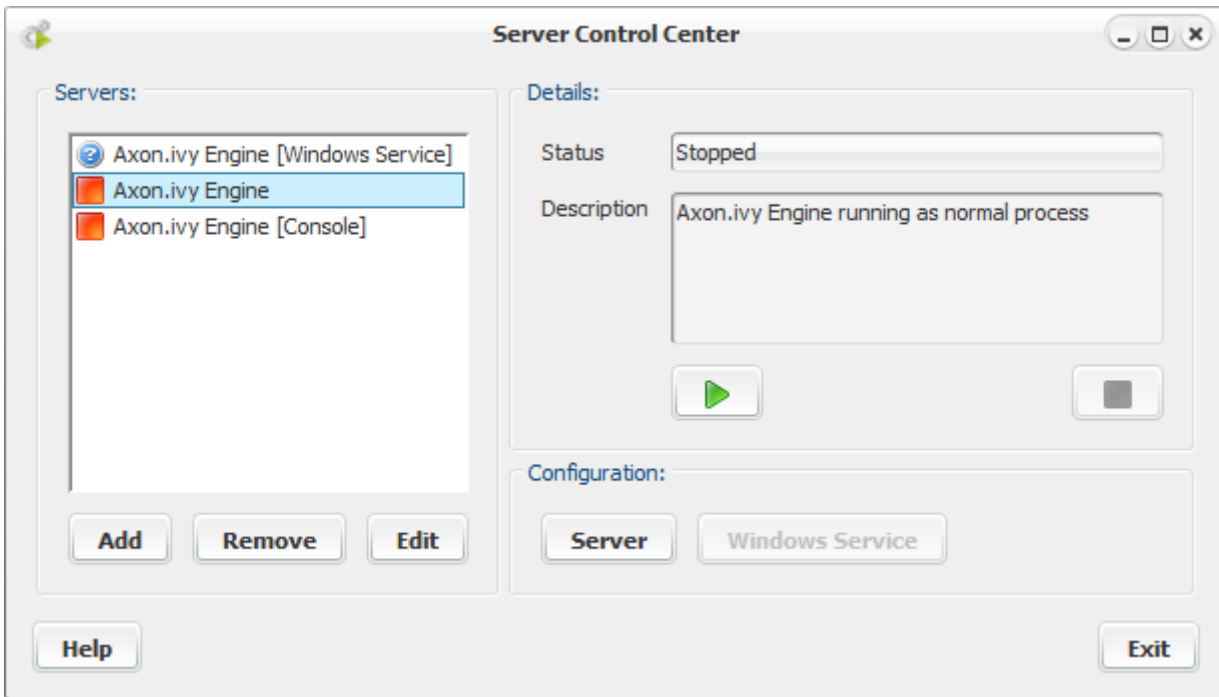 Server Control Center
Servers:
Axon.ivy Engine [Windows Service]
Axon.ivy Engine
Axon.ivy Engine [Console]
Add Remove Edit
Details:
Status Stopped
Description Axon.ivy Engine running as normal process
Configuration:
Server Windows Service
Help Exit